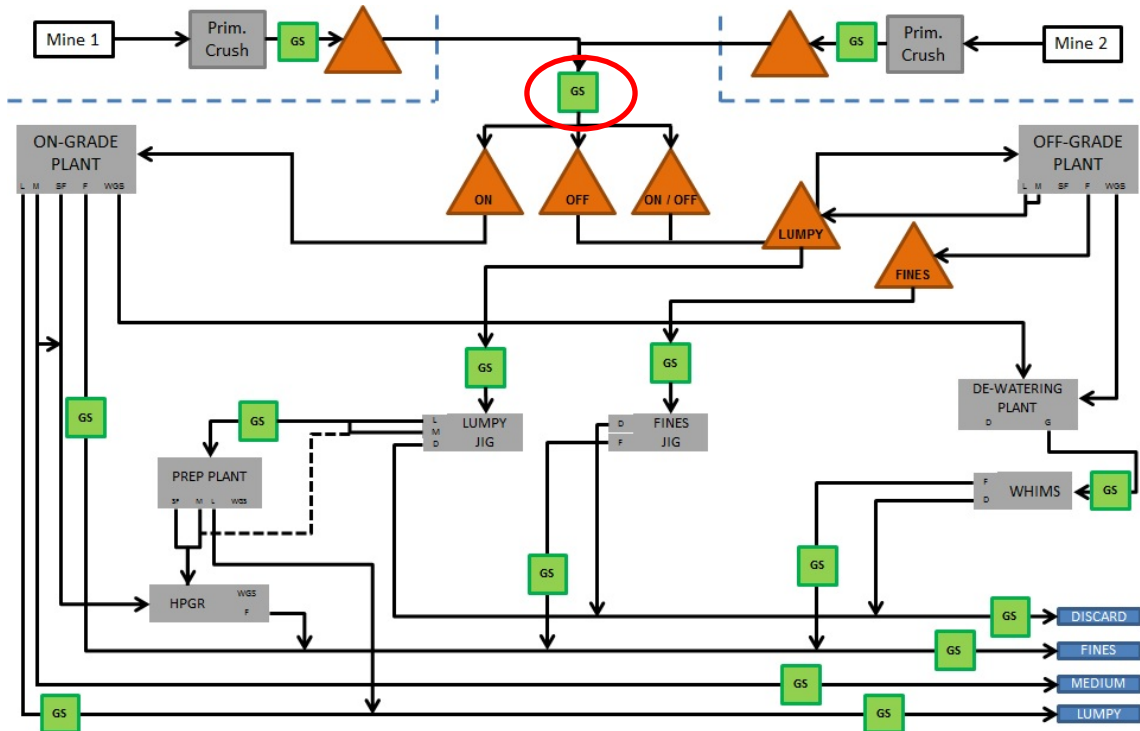 Mine 1
Prim.
Crush
GS
GS
Prim.
Crush
Mine 2
GS
ON-GRADE
PLANT
L M SF F WGS
OFF-GRADE
PLANT
L M SF F WGS
ON
OFF
ON / OFF
LUMPY
FINES
GS
GS
GS
DE-WATERING
PLANT
D G
GS
L
M
D
LUMPY
JIG
D
F
FINES
JIG
PREP PLANT
SF M L WGS
F
D
WHIMS
GS
GS
GS
HPGR
WGS
F
GS
DISCARD
GS
FINES
GS
MEDIUM
GS
GS
LUMPY